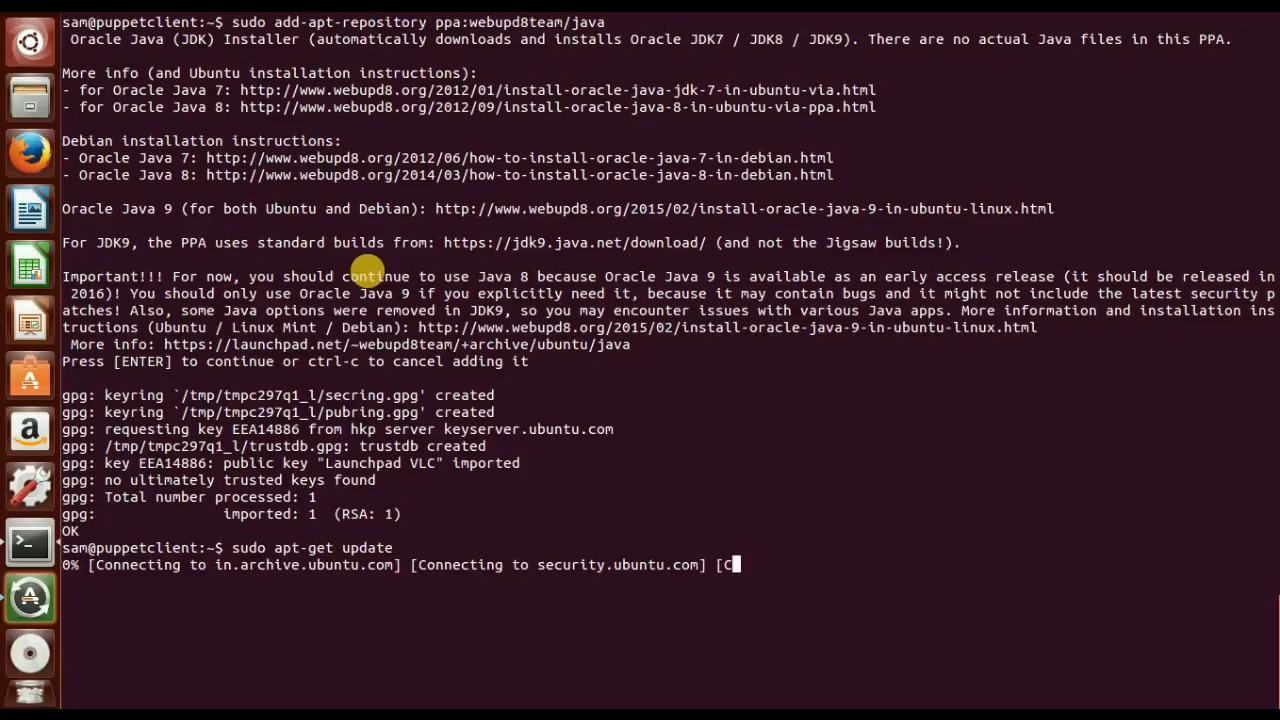 sam@puppetclient:~$ sudo add-apt-repository ppa:webupd8team/java
 Oracle Java (JDK) Installer (automatically downloads and installs Oracle JDK7 / JDK8 / JDK9). There are no actual Java files in this PPA.
More info (and Ubuntu installation instructions):
- for Oracle Java 7: http://www.webupd8.org/2012/01/install-oracle-java-jdk-7-in-ubuntu-via.html
- for Oracle Java 8: http://www.webupd8.org/2012/09/install-oracle-java-8-in-ubuntu-via-ppa.html
Debian installation instructions:
- Oracle Java 7: http://www.webupd8.org/2012/06/how-to-install-oracle-java-7-in-debian.html
- Oracle Java 8: http://www.webupd8.org/2014/03/how-to-install-oracle-java-8-in-debian.html
Oracle Java 9 (for both Ubuntu and Debian): http://www.webupd8.org/2015/02/install-oracle-java-9-in-ubuntu-linux.html
For JDK9, the PPA uses standard builds from: https://jdk9.java.net/download/ (and not the Jigsaw builds!).
Important!!! For now, you should continue to use Java 8 because Oracle Java 9 is available as an early access release (it should be released in
 2016)! You should only use Oracle Java 9 if you explicitly need it, because it may contain bugs and it might not include the latest security p
atches! Also, some Java options were removed in JDK9, so you may encounter issues with various Java apps. More information and installation ins
tructions (Ubuntu / Linux Mint / Debian): http://www.webupd8.org/2015/02/install-oracle-java-9-in-ubuntu-linux.html
 More info: https://launchpad.net/~webupd8team/+archive/ubuntu/java
Press [ENTER] to continue or ctrl-c to cancel adding it
gpg: keyring `/tmp/tmpc297q1_l/secring.gpg' created
gpg: keyring `/tmp/tmpc297q1_l/pubring.gpg' created
gpg: requesting key EEA14886 from hkp server keyserver.ubuntu.com
gpg: /tmp/tmpc297q1_l/trustdb.gpg: trustdb created
gpg: key EEA14886: public key "Launchpad VLC" imported
gpg: no ultimately trusted keys found
gpg: Total number processed: 1
gpg:               imported: 1  (RSA: 1)
OK
sam@puppetclient:~$ sudo apt-get update
0% [Connecting to in.archive.ubuntu.com] [Connecting to security.ubuntu.com] [C